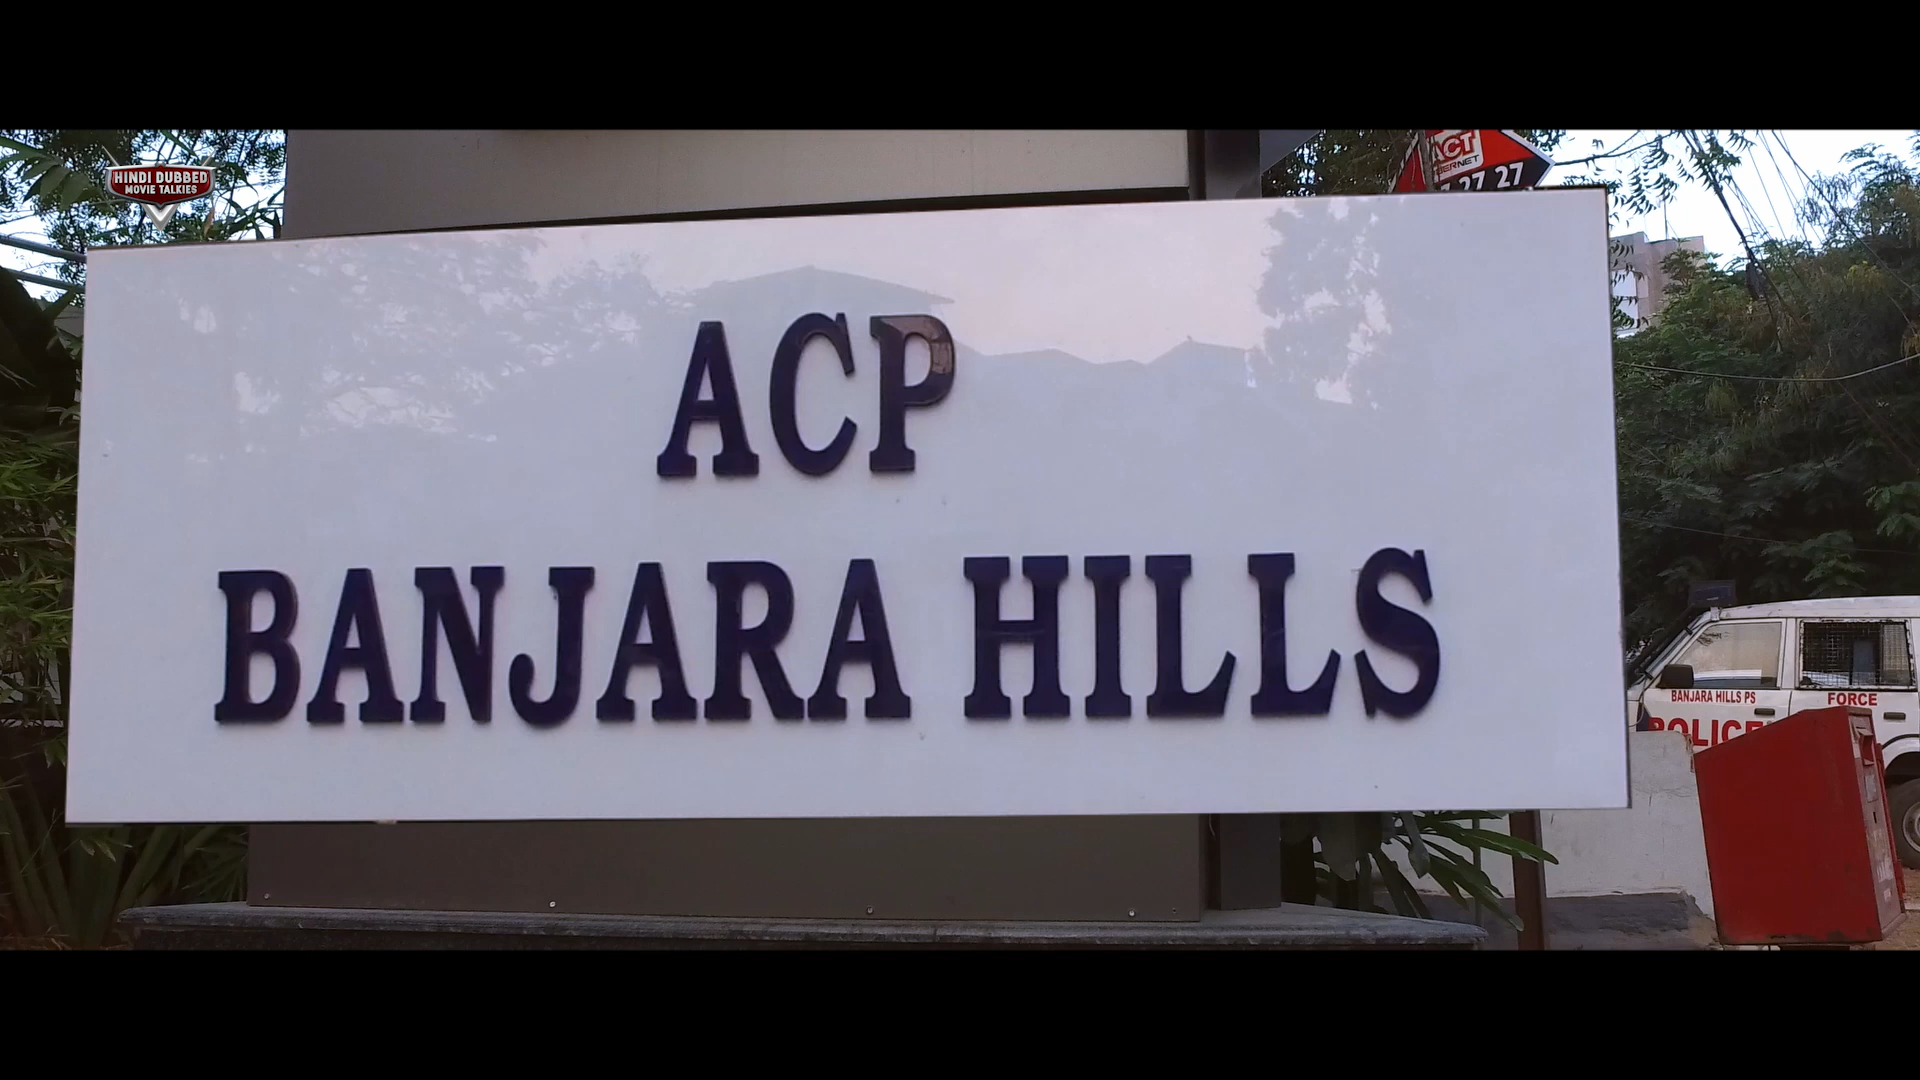 HINDI DUBBED
MOVIE TALKIES
ACT
27 27
ACP
BANJARA HILLS
BANJARA HILLS PS
FORCE
POLICE